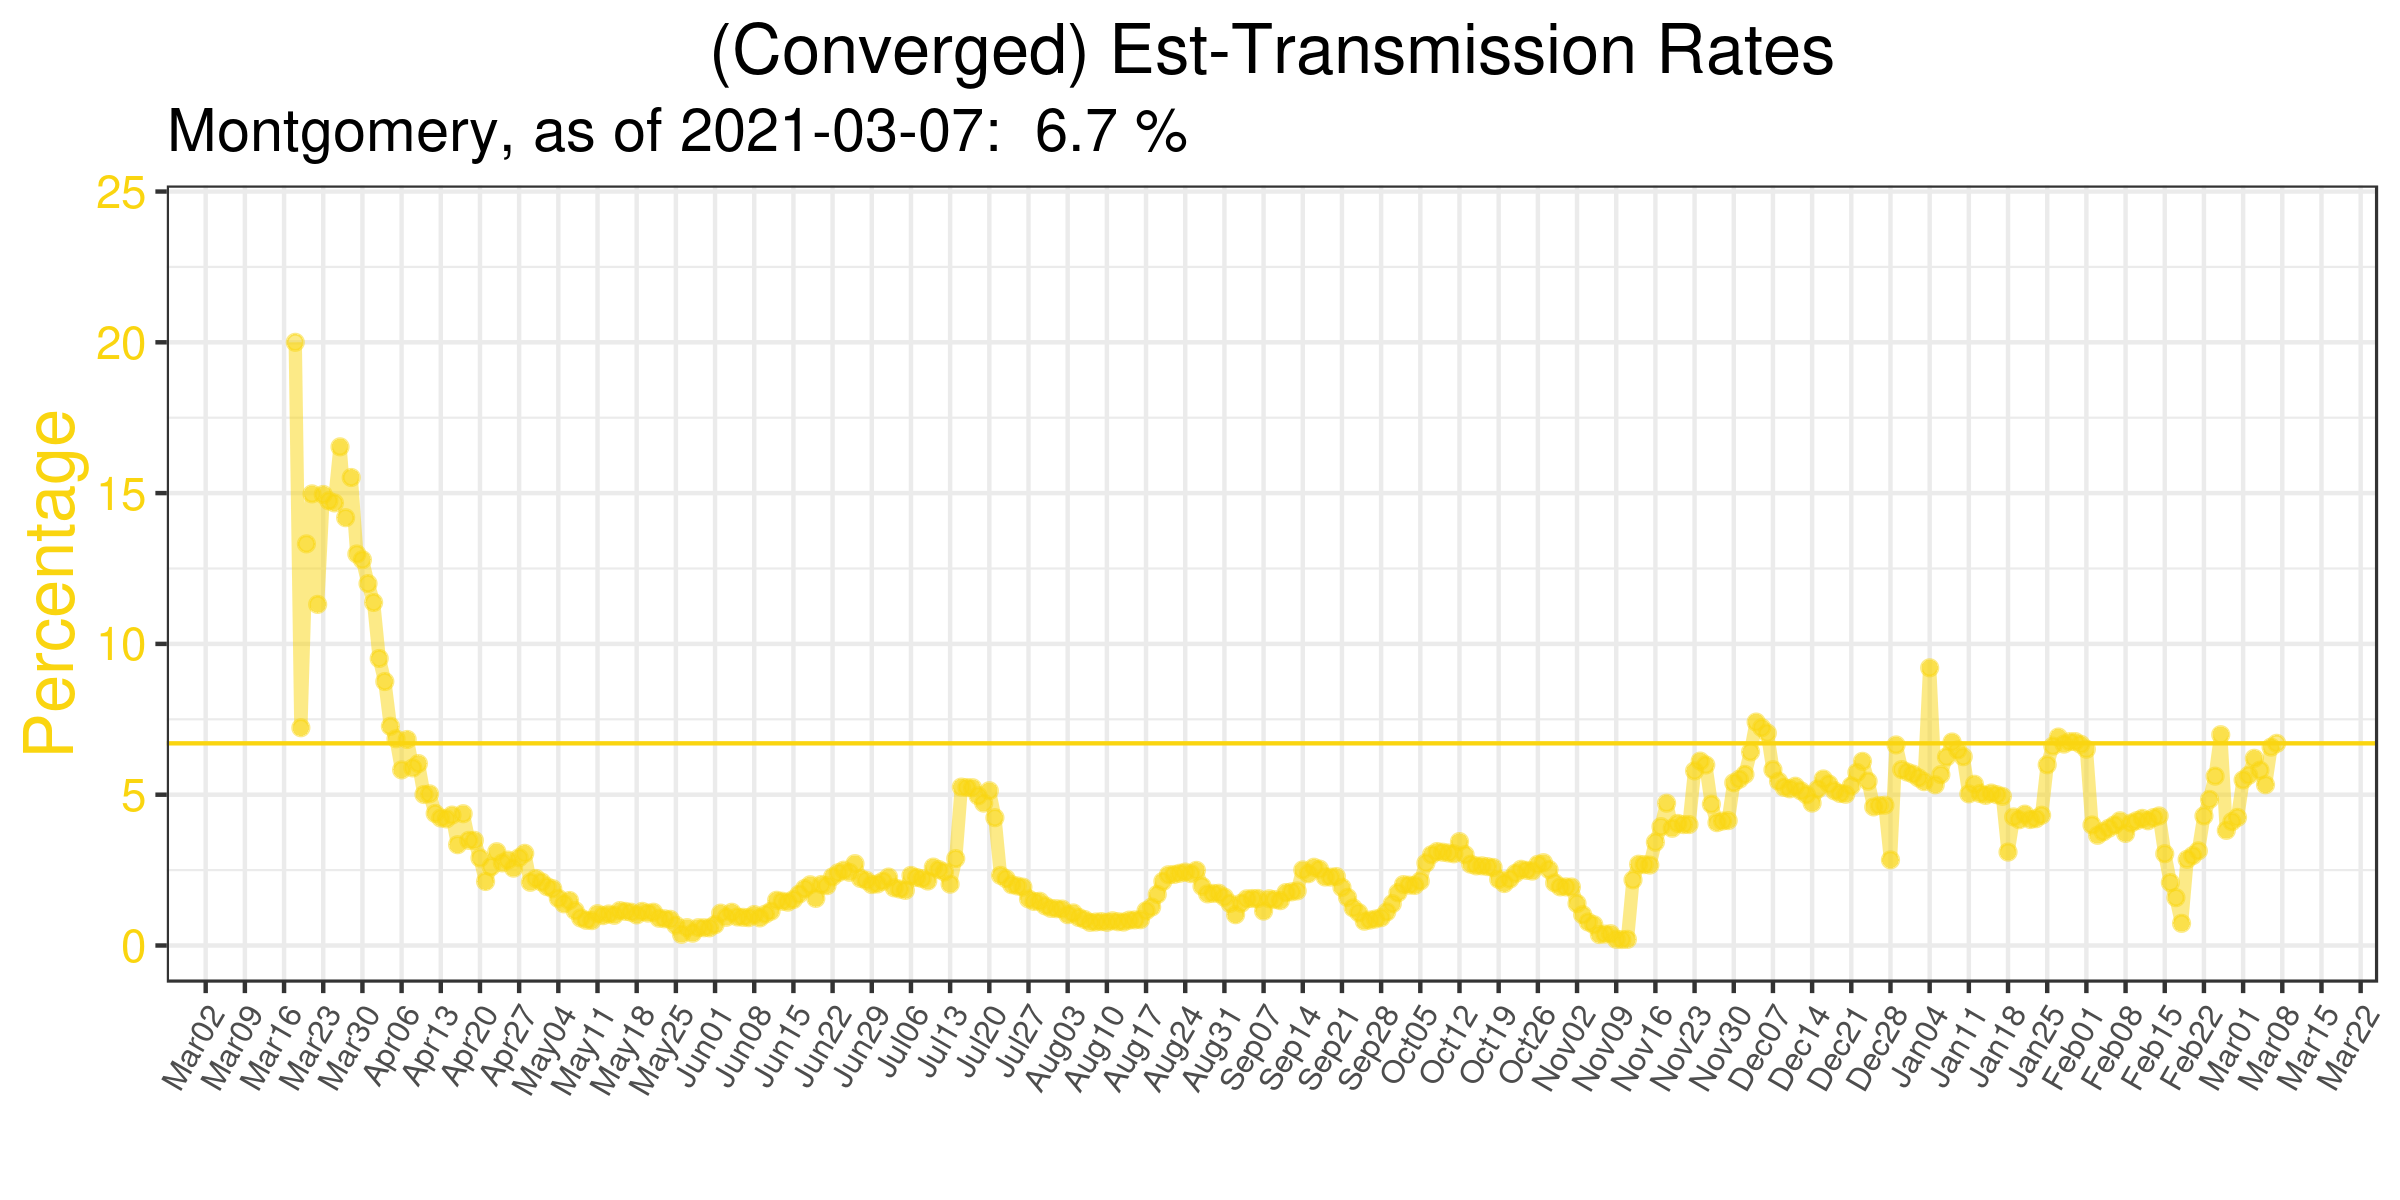 (Converged) Est-Transmission Rates
Montgomery, as of 2021-03-07:  6.7 %
Percentage
25
20
15
10
5
0
Mar02
Mar09
Mar16
Mar23
Mar30
Apr06
Apr13
Apr20
Apr27
May04
May11
May18
May25
Jun01
Jun08
Jun15
Jun22
Jun29
Jul06
Jul13
Jul20
Jul27
Aug03
Aug10
Aug17
Aug24
Aug31
Sep07
Sep14
Sep21
Sep28
Oct05
Oct12
Oct19
Oct26
Nov02
Nov09
Nov16
Nov23
Nov30
Dec07
Dec14
Dec21
Dec28
Jan04
Jan11
Jan18
Jan25
Feb01
Feb08
Feb15
Feb22
Mar01
Mar08
Mar15
Mar22